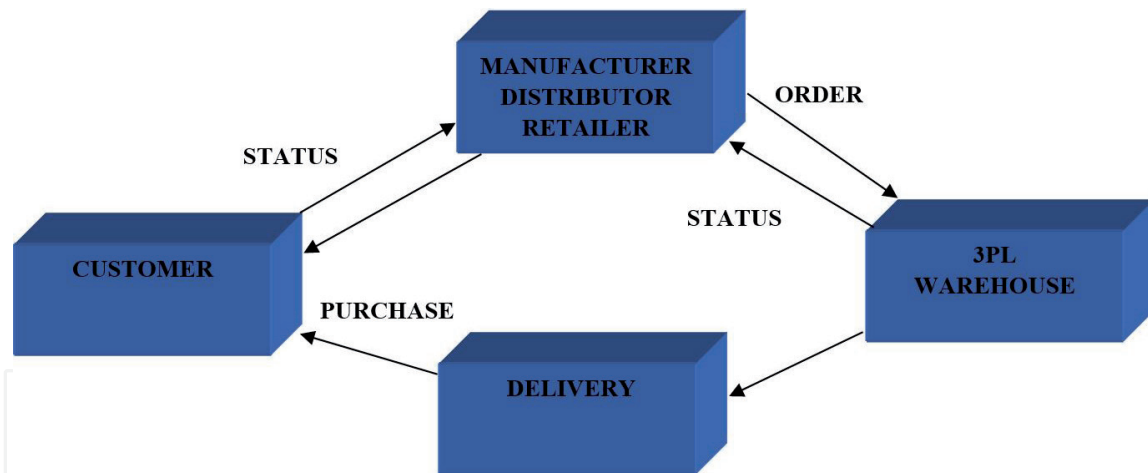 MANUFACTURER
DISTRIBUTOR
RETAILER
ORDER
STATUS
STATUS
CUSTOMER
3PL
WAREHOUSE
PURCHASE
DELIVERY